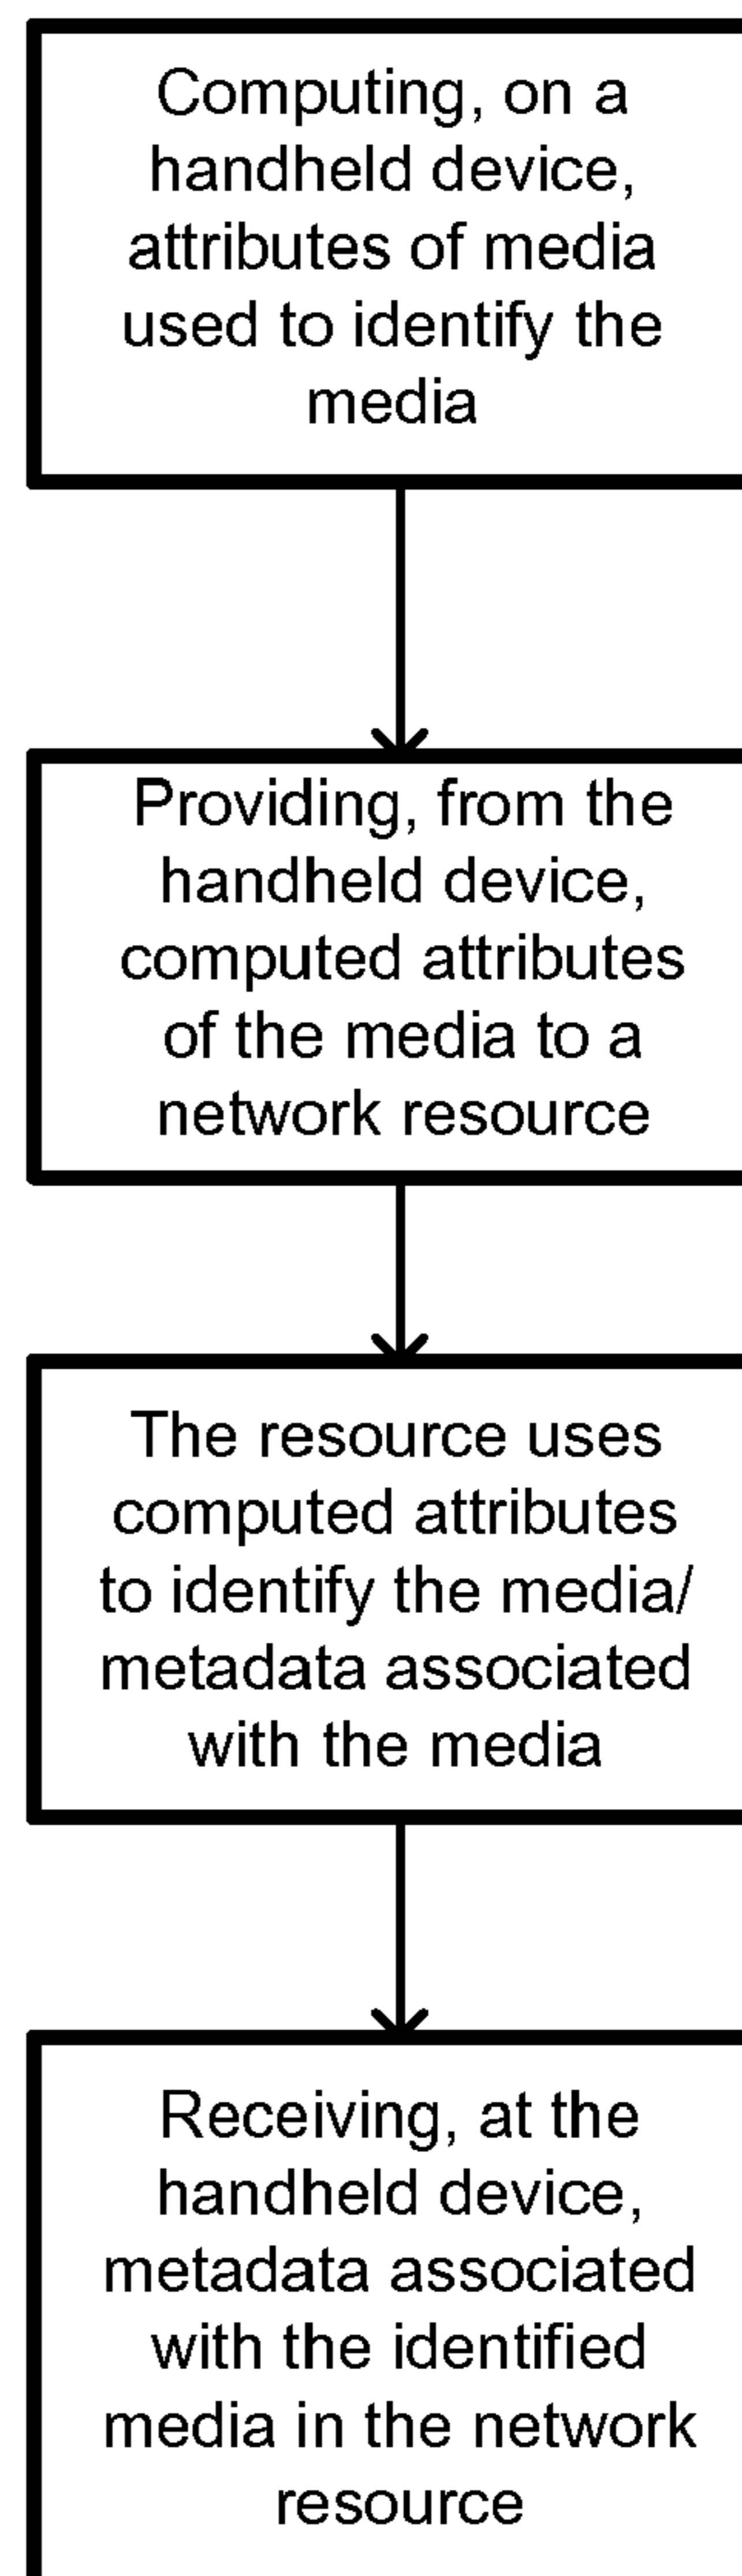 Computing, on a
handheld device,
attributes of media
used to identify the
media
Providing, from the
handheld device,
computed attributes
of the media to a
network resource
The resource uses
computed attributes
to identify the media/
metadata associated
with the media
Receiving, at the
handheld device,
metadata associated
with the identified
media in the network
resource